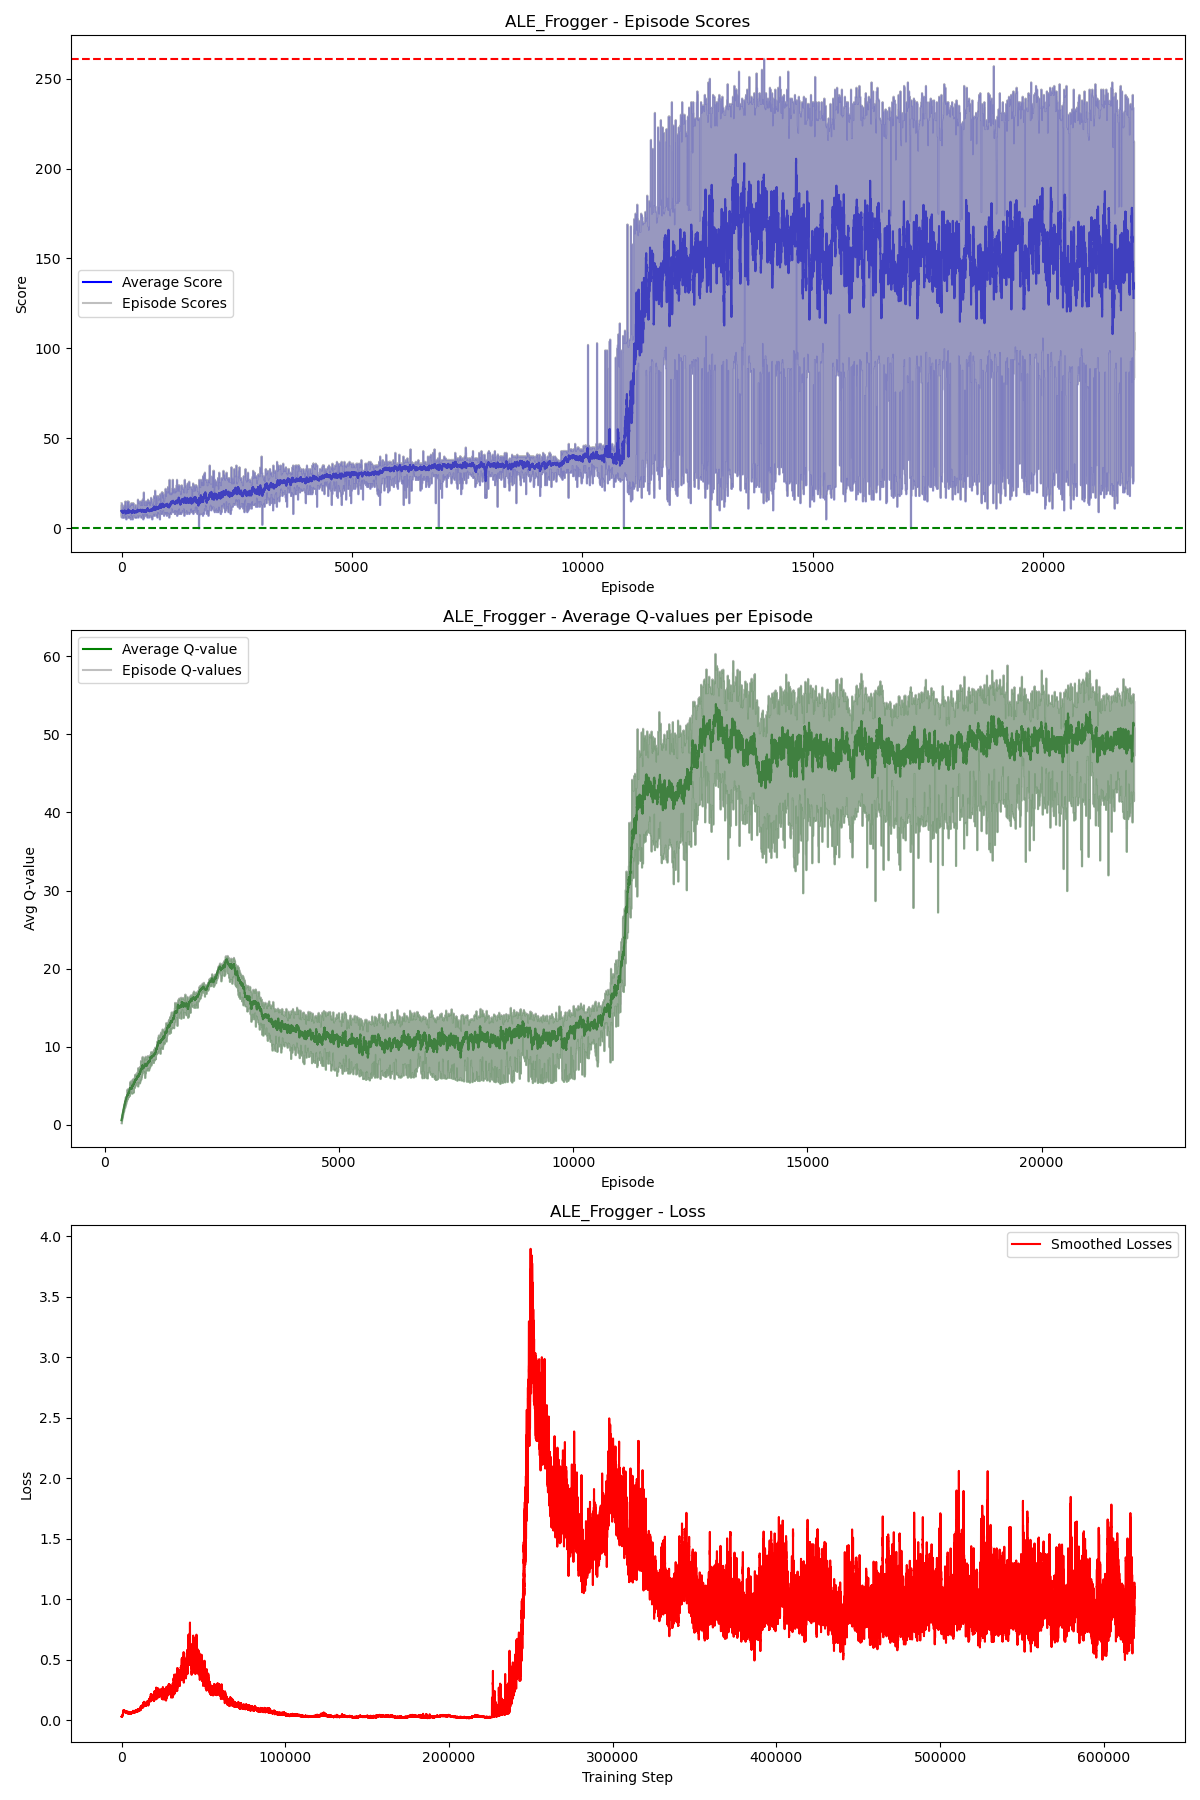 ALE_Frogger - Episode Scores
250
200
150
100
50
0
Score
Average Score
Episode Scores
0
5000
10000
15000
20000
Episode
ALE_Frogger - Average Q-values per Episode
60
50
40
30
20
10
0
Avg Q-value
Average Q-value
Episode Q-values
0
5000
10000
15000
20000
Episode
ALE_Frogger - Loss
4.0
3.5
3.0
2.5
2.0
1.5
1.0
0.5
0.0
Loss
Smoothed Losses
0
100000
200000
300000
400000
500000
600000
Training Step